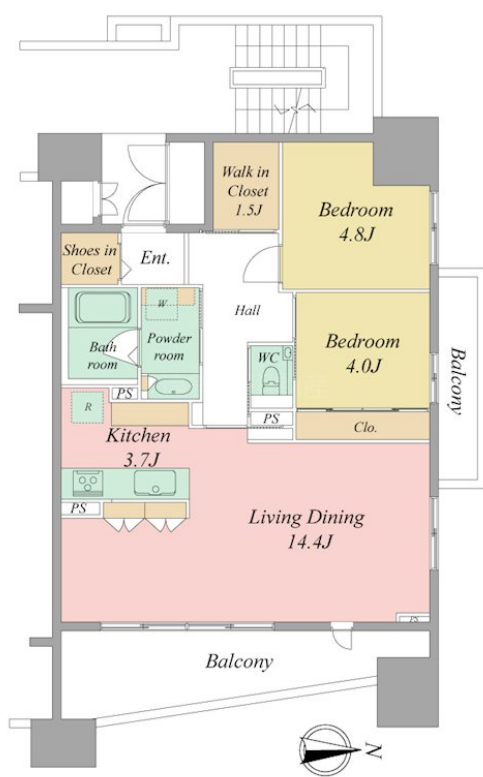 Walk in
Closet
1.5J
Bedroom
4.8J
Shoes in
Closet
Ent.
Hall
W
Powder
room
Bath
room
WC
Bedroom
4.0J
Balcony
PS
R
PS
Clo.
Kitchen
3.7J
PS
Living Dining
14.4J
PS
Balcony
N